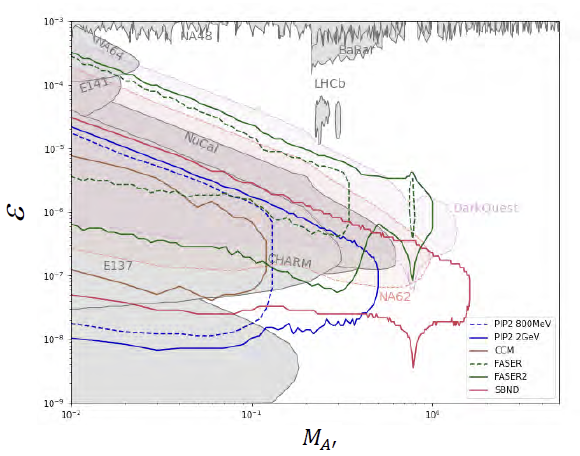 10⁻³
NA48
NA64
BaBar
LHCb
10⁻⁴
E141
10⁻⁵
NuCal
ε
10⁻⁶
DarkQuest
E137
CHARM
10⁻⁷
NA62
10⁻⁸
PIP2 800MeV
PIP2 2GeV
CCM
FASER
FASER2
SBND
10⁻⁹
10⁻² 10⁻¹ 10⁰
M_A′